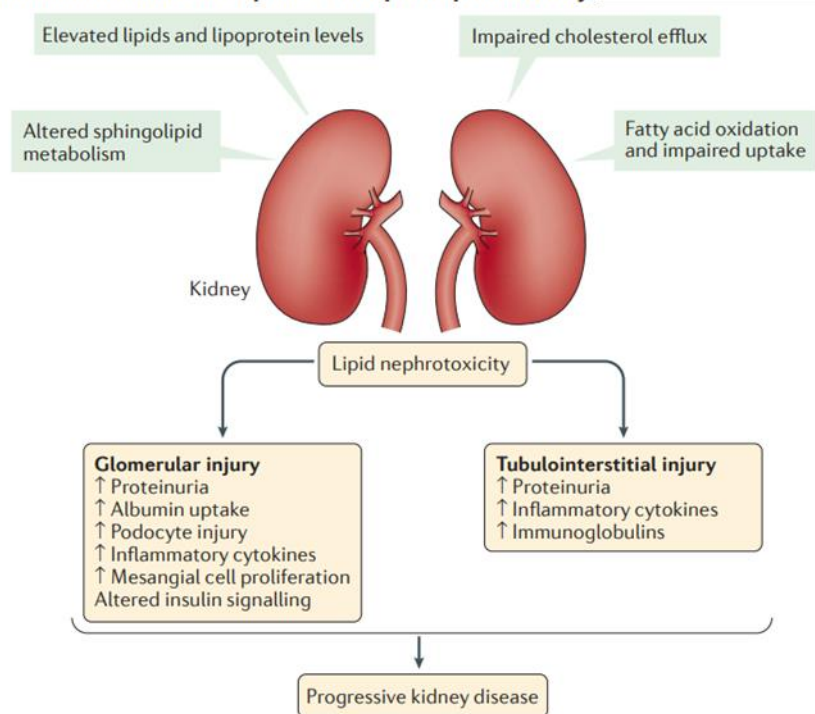 Elevated lipids and lipoprotein levels
Impaired cholesterol efflux
Altered sphingolipid
metabolism
Fatty acid oxidation
and impaired uptake
Kidney
Lipid nephrotoxicity
Glomerular injury
↑ Proteinuria
↑ Albumin uptake
↑ Podocyte injury
↑ Inflammatory cytokines
↑ Mesangial cell proliferation
Altered insulin signalling
Tubulointerstitial injury
↑ Proteinuria
↑ Inflammatory cytokines
↑ Immunoglobulins
Progressive kidney disease